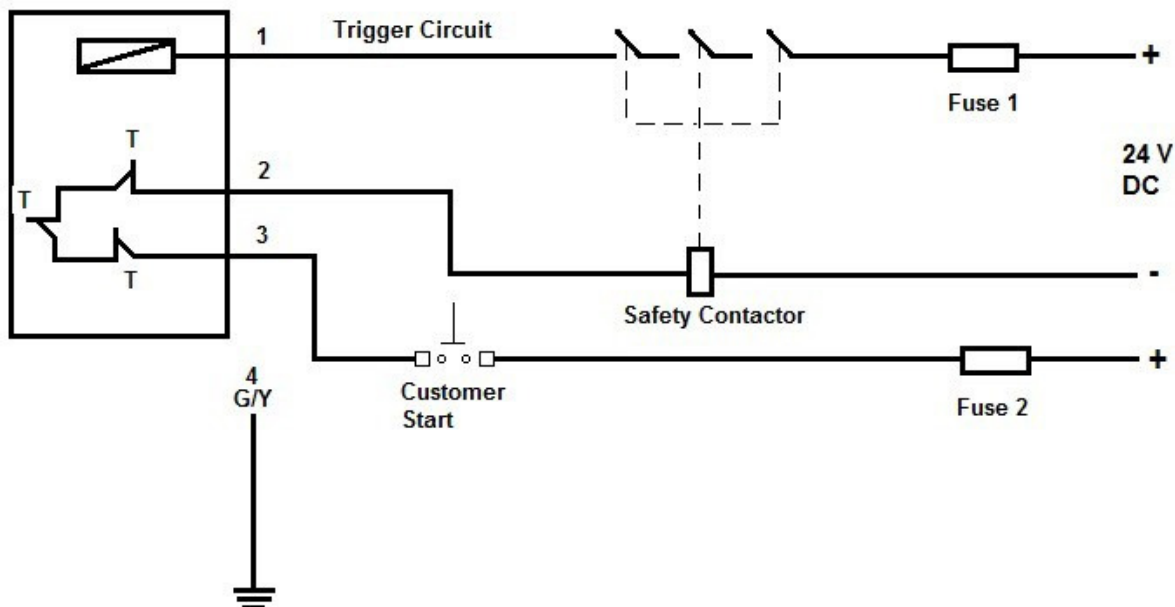 1
Trigger Circuit
+
Fuse 1
T
2
24 V
DC
T
3
T
-
Safety Contactor
+
4
G/Y
Customer
Start
Fuse 2